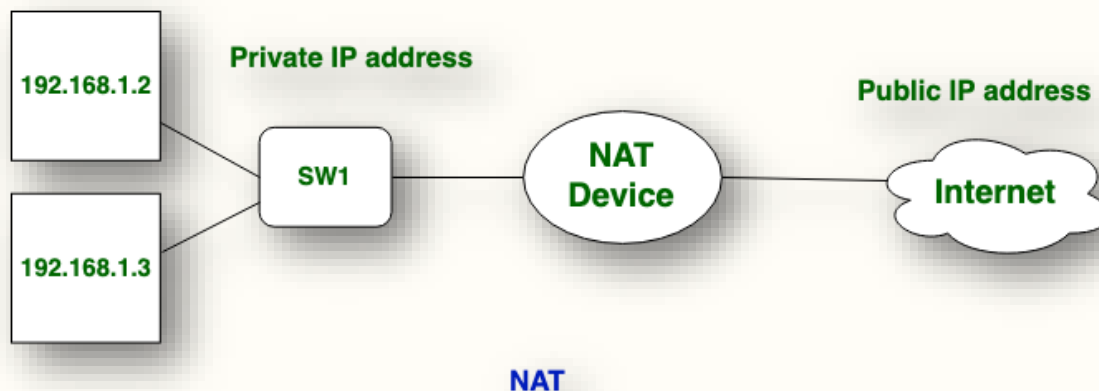 192.168.1.2
Private IP address
Public IP address
SW1
NAT
Device
Internet
192.168.1.3
NAT